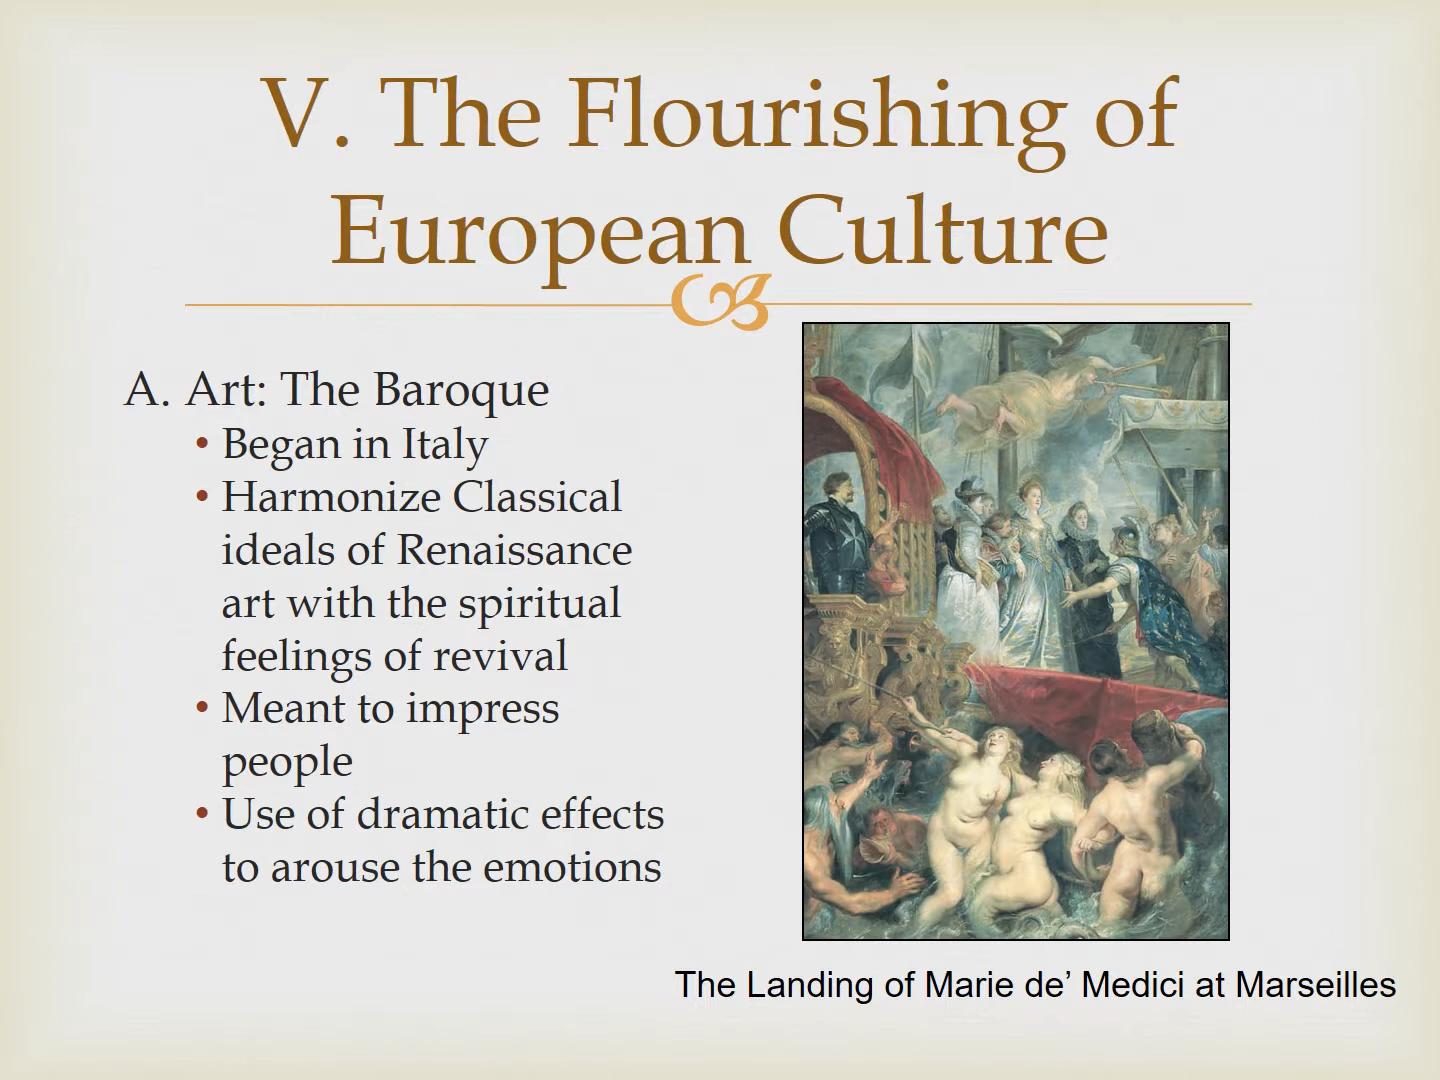 V. The Flourishing of
European Culture
A. Art: The Baroque
• Began in Italy
• Harmonize Classical
ideals of Renaissance
art with the spiritual
feelings of revival
• Meant to impress
people
• Use of dramatic effects
to arouse the emotions
The Landing of Marie de’ Medici at Marseilles